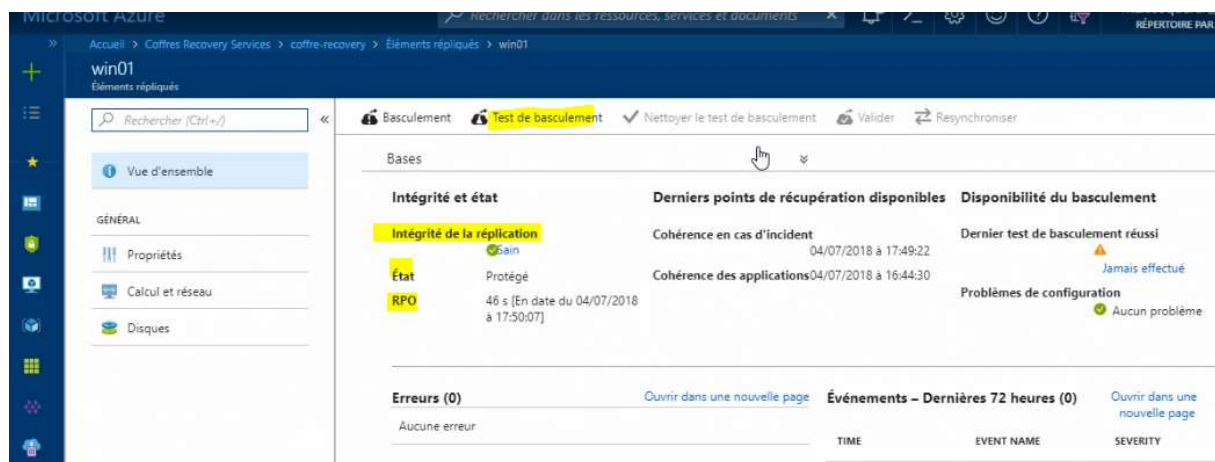 Microsoft Azure
Rechercher dans les ressources, services et documents
RÉPERTOIRE PAR
Accueil > Coffres Recovery Services > coffre-recovery > Éléments répliqués > win01
win01
Éléments répliqués
Rechercher (Ctrl+/)
Basculement Test de basculement Nettoyer le test de basculement Valider Resynchroniser
Vue d'ensemble
GÉNÉRAL
Propriétés
Calcul et réseau
Disques
Bases
Intégrité et état
Intégrité de la réplication
Sain
État Protégé
RPO 46 s [En date du 04/07/2018
à 17:50:07]
Derniers points de récupération disponibles
Cohérence en cas d'incident
04/07/2018 à 17:49:22
Cohérence des applications 04/07/2018 à 16:44:30
Disponibilité du basculement
Dernier test de basculement réussi
Jamais effectué
Problèmes de configuration
Aucun problème
Erreurs (0) Ouvrir dans une nouvelle page
Aucune erreur
Événements – Dernières 72 heures (0) Ouvrir dans une
nouvelle page
TIME EVENT NAME SEVERITY